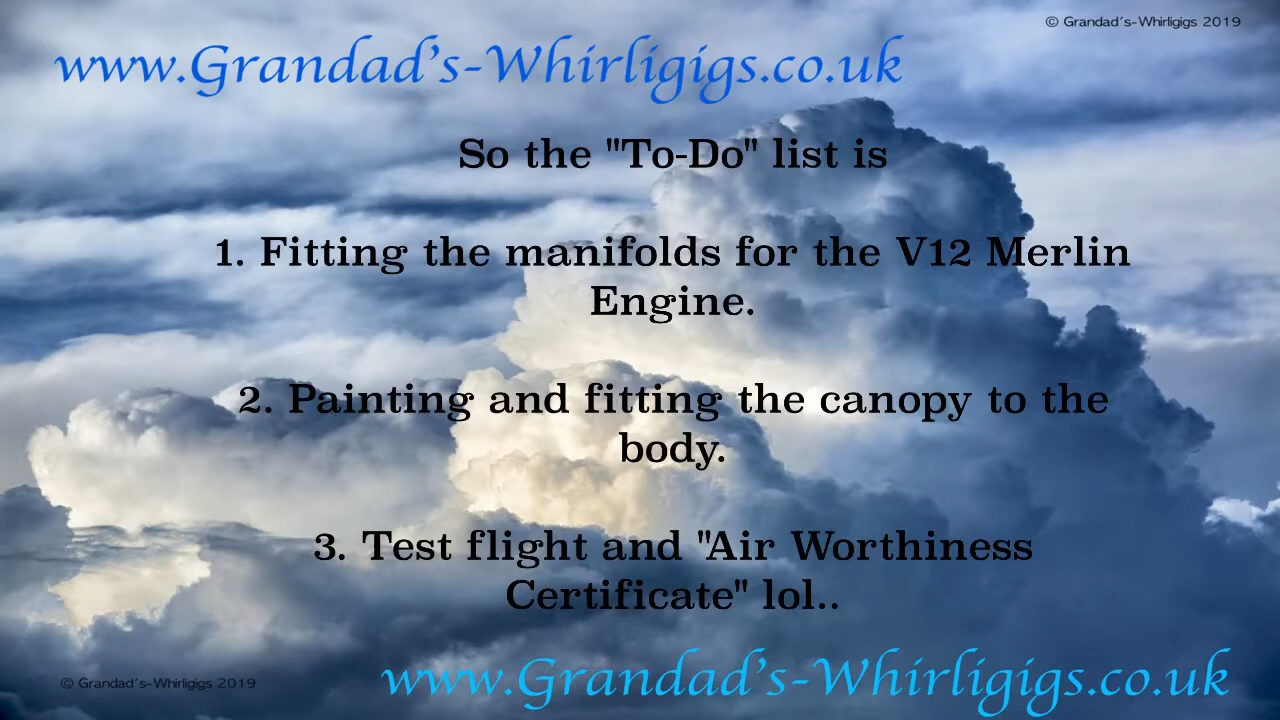 © Grandad's-Whirligigs 2019
www.Grandad's-Whirligigs.co.uk
So the "To-Do" list is
1. Fitting the manifolds for the V12 Merlin
Engine.
2. Painting and fitting the canopy to the
body.
3. Test flight and "Air Worthiness
Certificate" lol..
www.Grandad's-Whirligigs.co.uk
© Grandad's-Whirligigs 2019